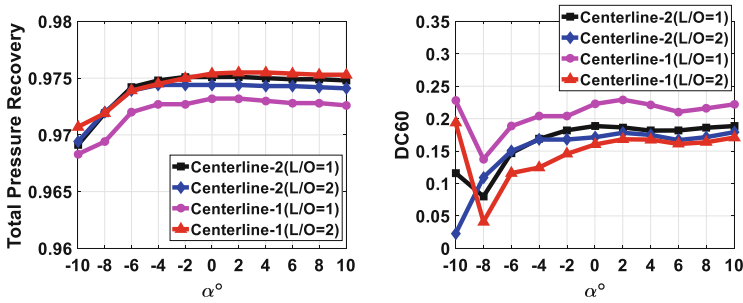 Total Pressure Recovery
0.98
0.975
0.97
0.965
0.96
-10 -8 -6 -4 -2 0 2 4 6 8 10
α°
Centerline-2(L/O=1)
Centerline-2(L/O=2)
Centerline-1(L/O=1)
Centerline-1(L/O=2)
DC60
0.35
0.3
0.25
0.2
0.15
0.1
0.05
0
-10 -8 -6 -4 -2 0 2 4 6 8 10
α°
Centerline-2(L/O=1)
Centerline-2(L/O=2)
Centerline-1(L/O=1)
Centerline-1(L/O=2)